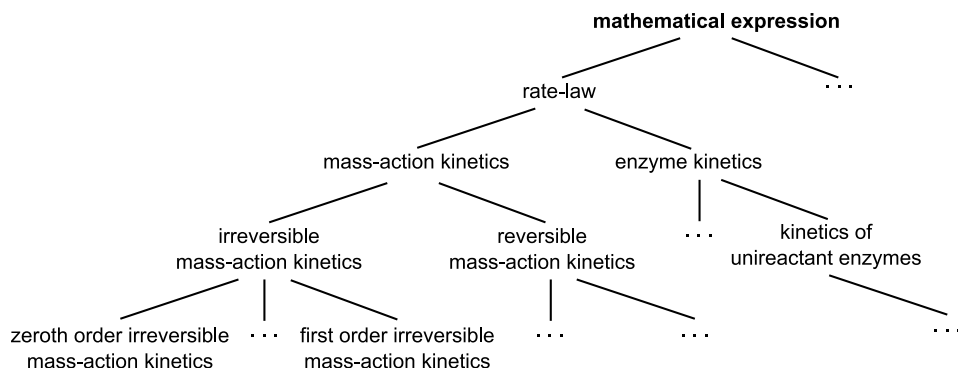 mathematical expression
rate-law
...
mass-action kinetics
enzyme kinetics
irreversible
mass-action kinetics
reversible
mass-action kinetics
...
kinetics of
unireactant enzymes
zeroth order irreversible
mass-action kinetics
...
first order irreversible
mass-action kinetics
...
...
...